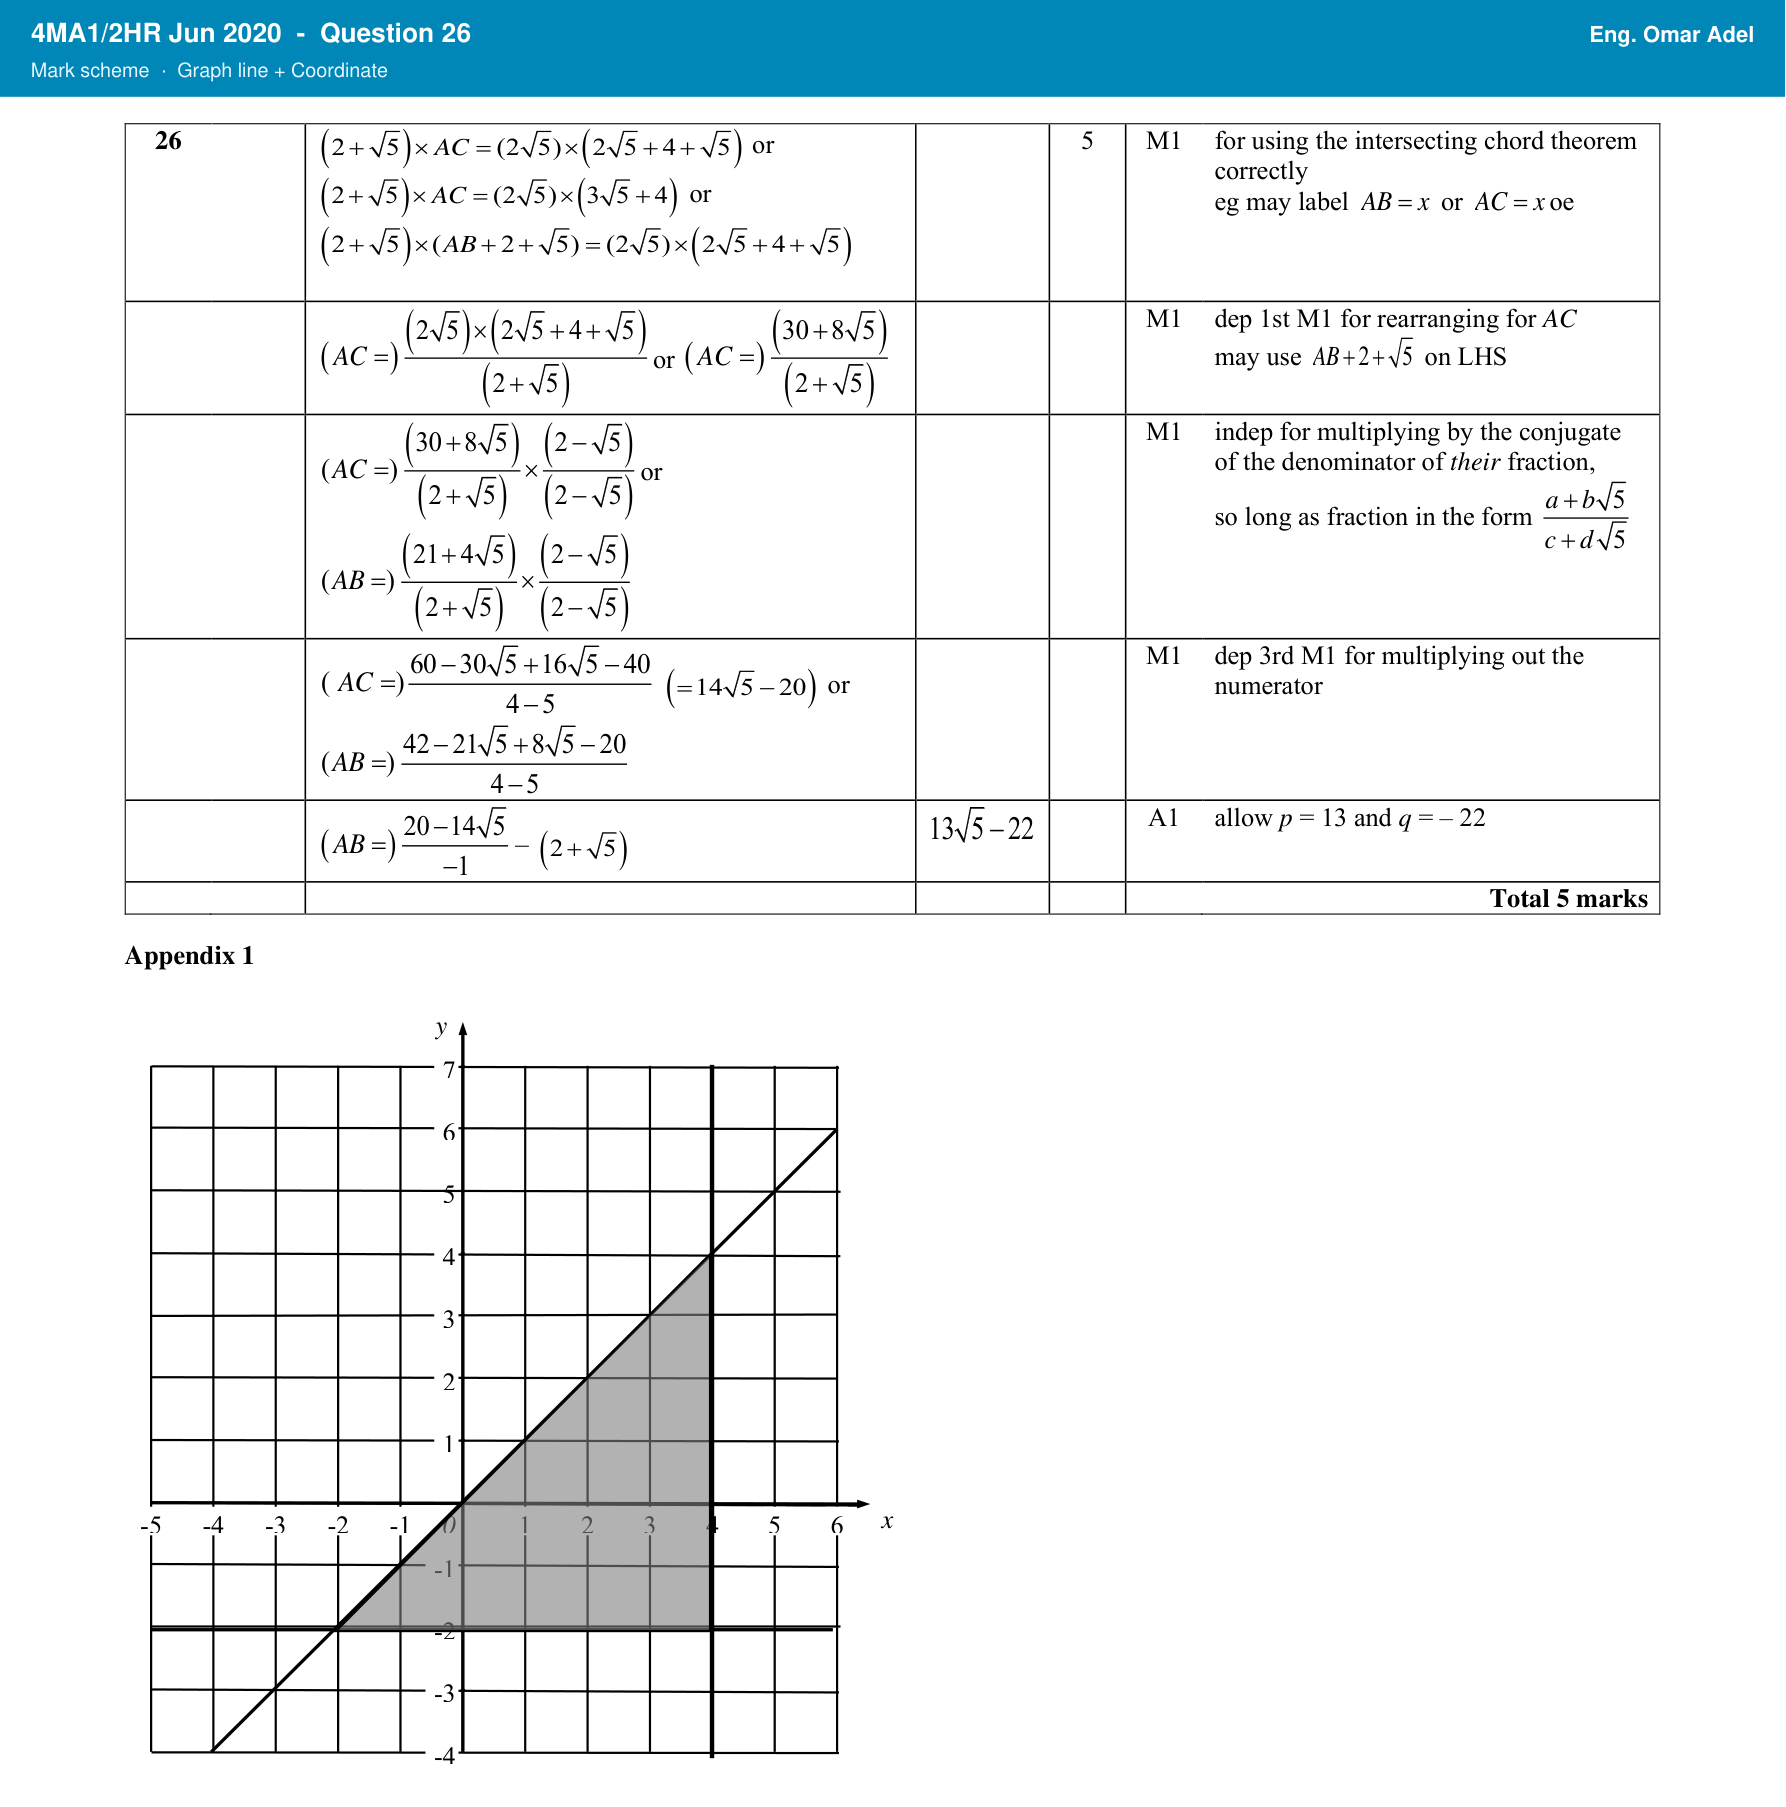 4MA1/2HR Jun 2020 - Question 26
Eng. Omar Adel
Mark scheme · Graph line + Coordinate
26
(2+√5)×AC=(2√5)×(2√5+4+√5) or
(2+√5)×AC=(2√5)×(3√5+4) or
(2+√5)×(AB+2+√5)=(2√5)×(2√5+4+√5)
5
M1
for using the intersecting chord theorem
correctly
eg may label AB=x or AC=x oe
(AC=) (2√5)×(2√5+4+√5)/(2+√5) or (AC=) (30+8√5)/(2+√5)
M1
dep 1st M1 for rearranging for AC
may use AB+2+√5 on LHS
(AC=) (30+8√5)/(2+√5) × (2−√5)/(2−√5) or
(AB=) (21+4√5)/(2+√5) × (2−√5)/(2−√5)
M1
indep for multiplying by the conjugate
of the denominator of their fraction,
so long as fraction in the form (a+b√5)/(c+d√5)
(AC=) (60−30√5+16√5−40)/(4−5) (=14√5−20) or
(AB=) (42−21√5+8√5−20)/(4−5)
M1
dep 3rd M1 for multiplying out the
numerator
(AB=) (20−14√5)/(−1) − (2+√5)
13√5−22
A1
allow p = 13 and q = – 22
Total 5 marks
Appendix 1
y
7
6
5
4
3
2
1
-5 -4 -3 -2 -1 0 1 2 3 4 5 6 x
-1
-2
-3
-4